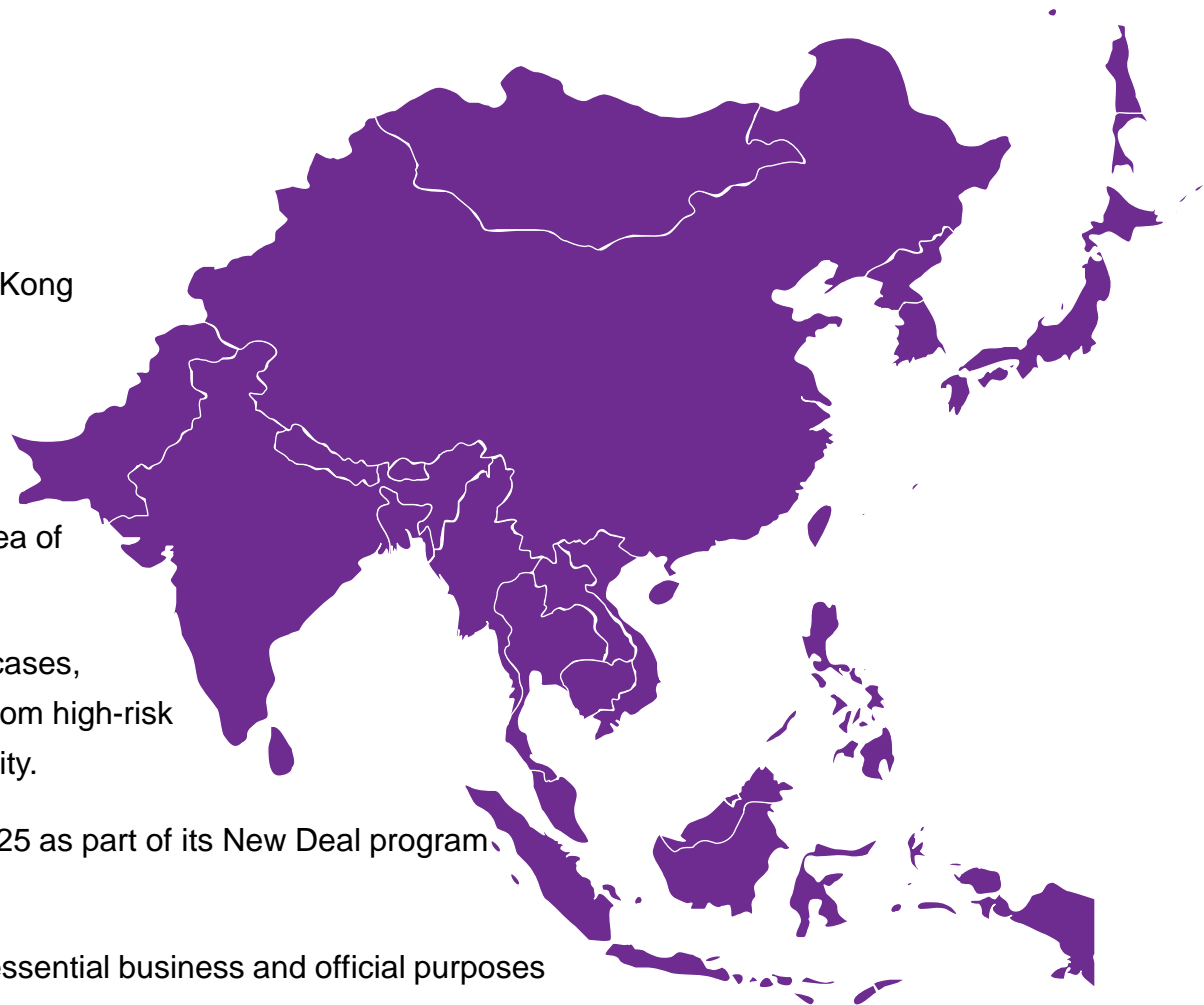 Kong
ea of
cases,
om high-risk
ity.
25 as part of its New Deal program
essential business and official purposes